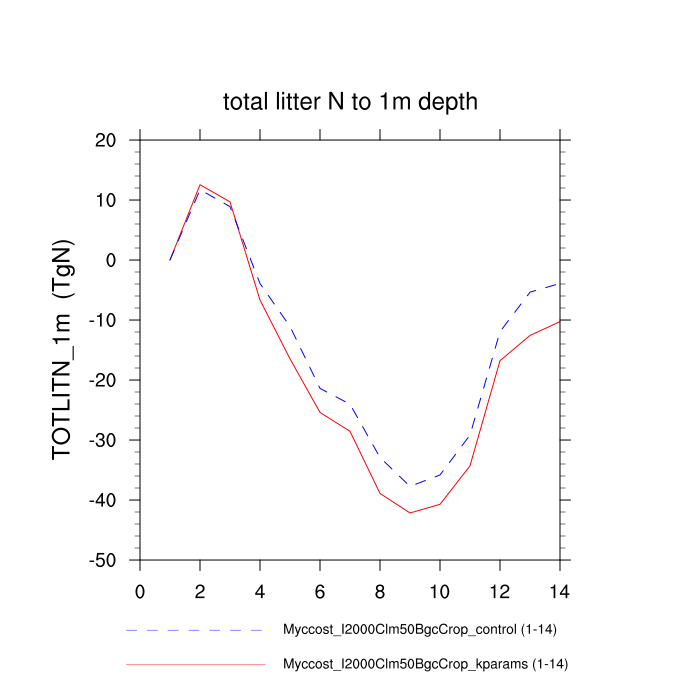 total litter N to 1m depth
TOTLITN_1m (TgN)
20
10
0
-10
-20
-30
-40
-50
0 2 4 6 8 10 12 14
Myccost_I2000Clm50BgcCrop_control (1-14)
Myccost_I2000Clm50BgcCrop_kparams (1-14)